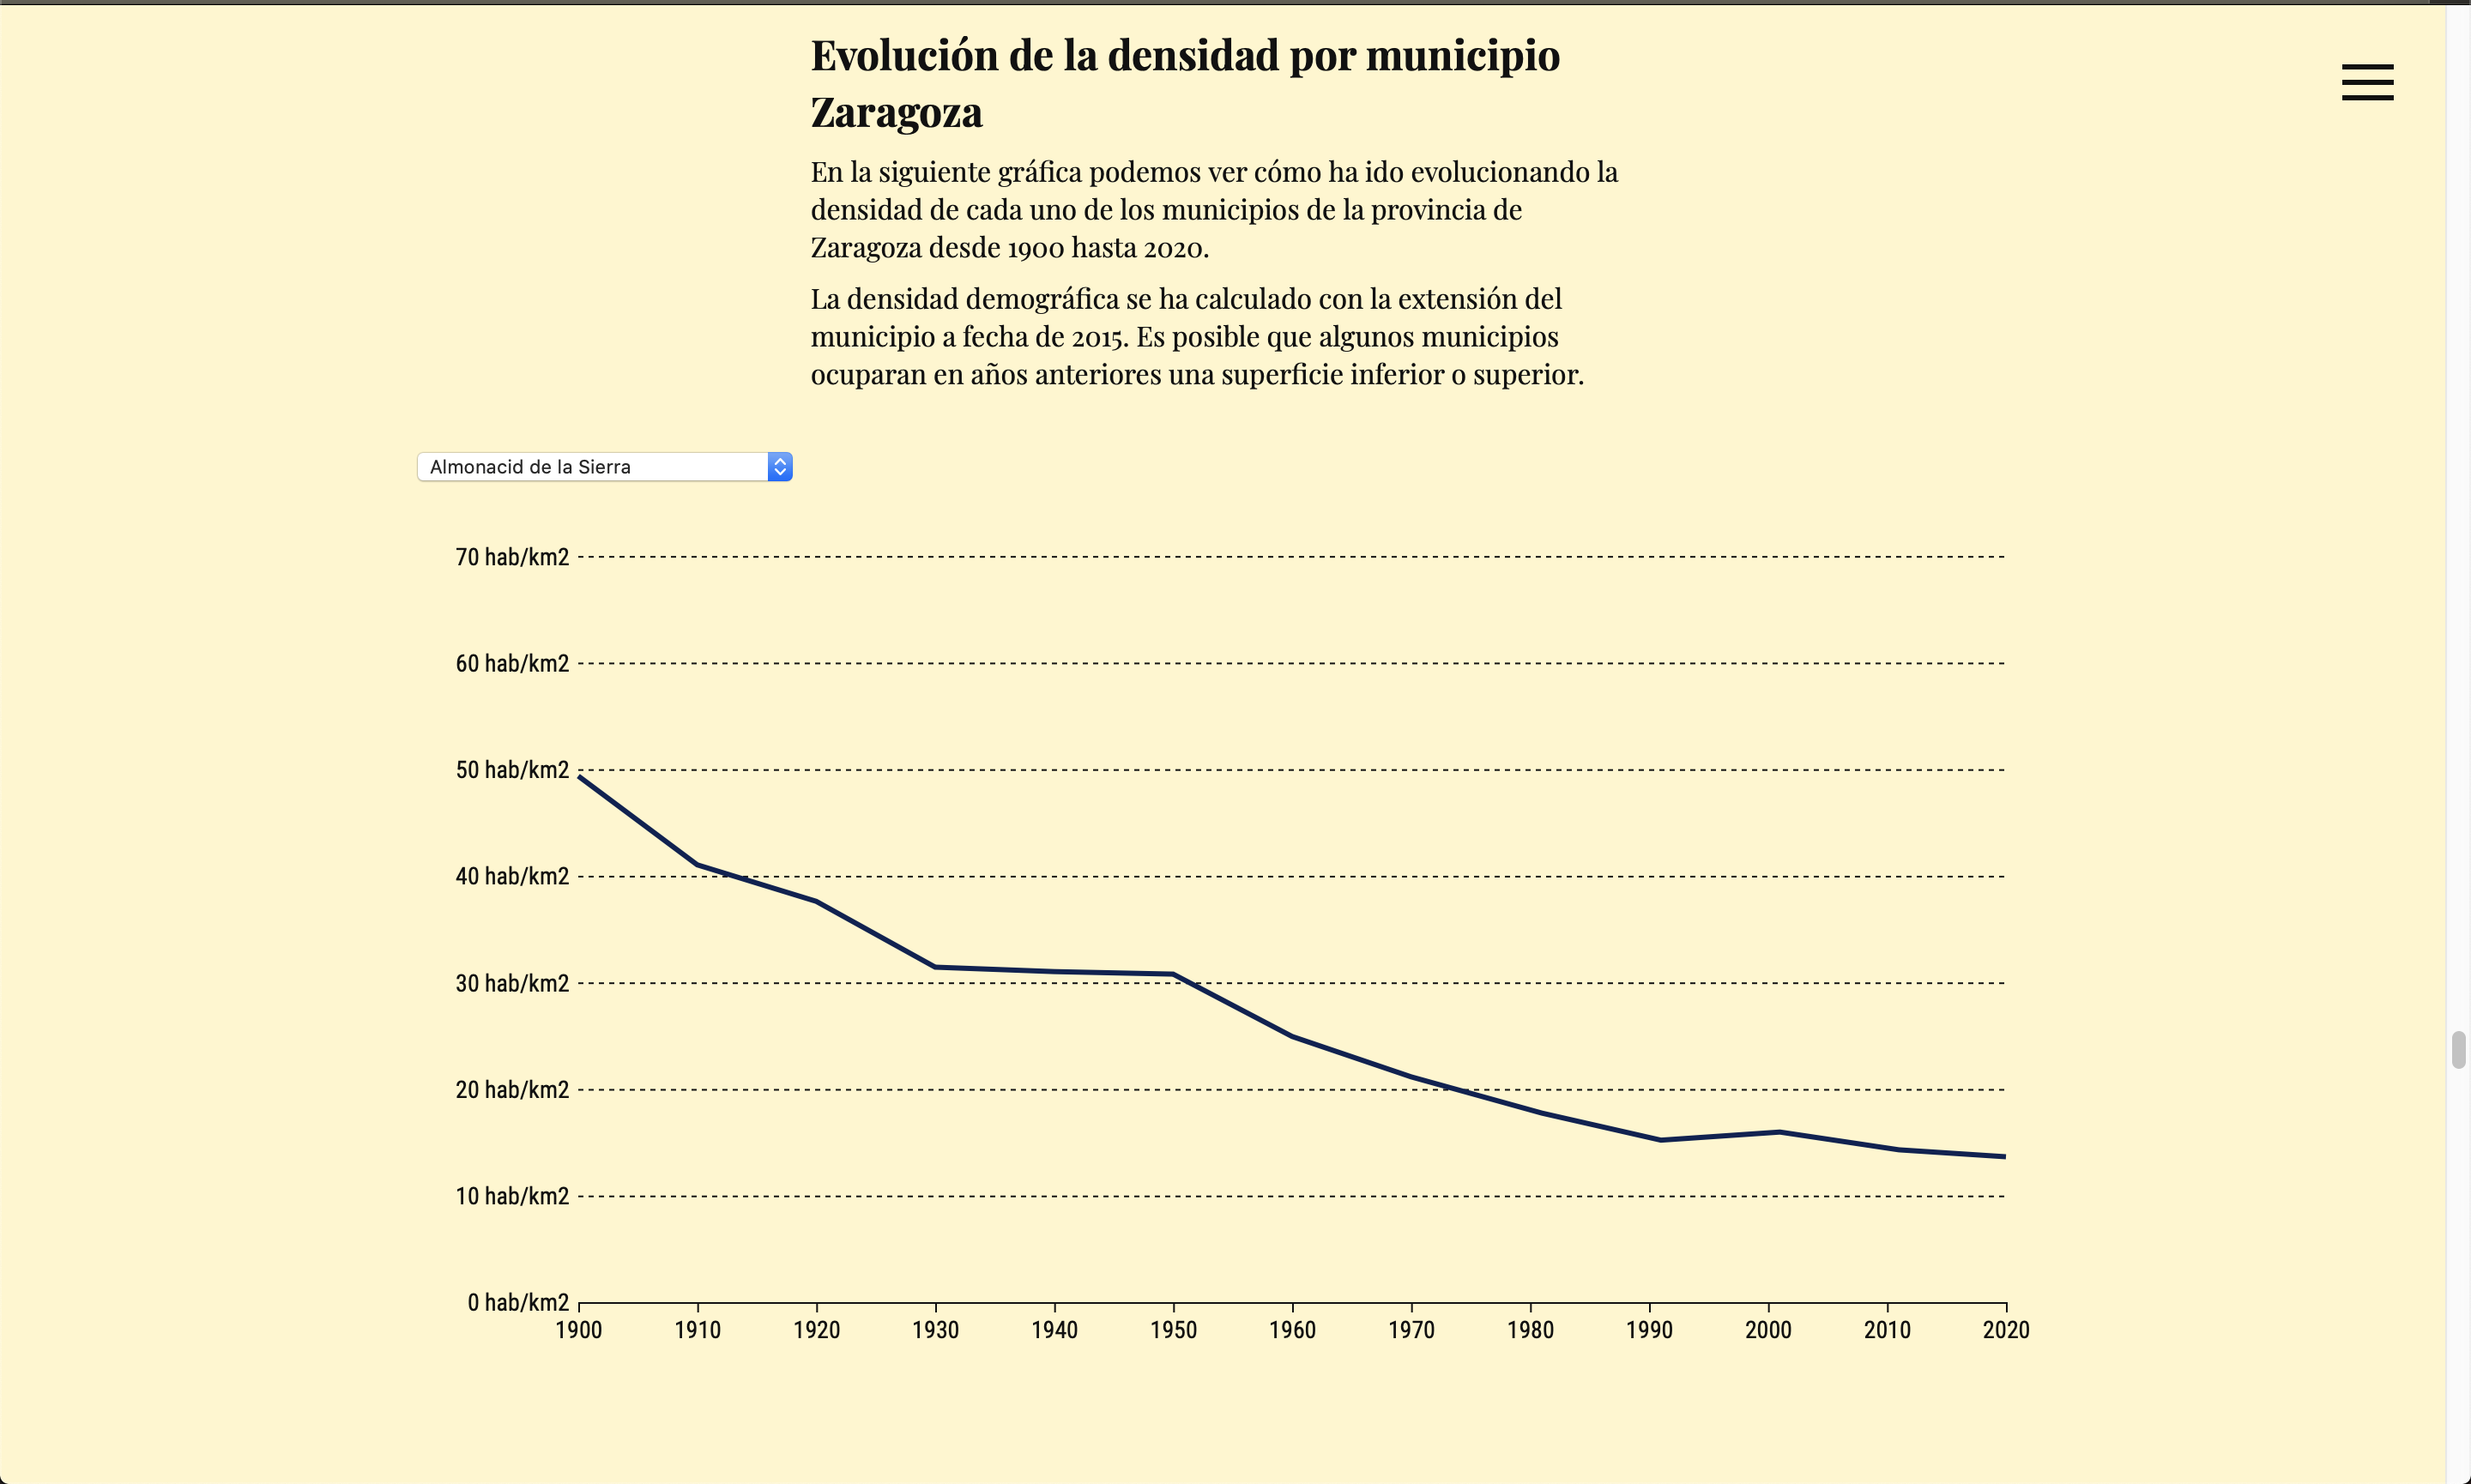 Evolución de la densidad por municipio
Zaragoza
En la siguiente gráfica podemos ver cómo ha ido evolucionando la
densidad de cada uno de los municipios de la provincia de
Zaragoza desde 1900 hasta 2020.
La densidad demográfica se ha calculado con la extensión del
municipio a fecha de 2015. Es posible que algunos municipios
ocuparan en años anteriores una superficie inferior o superior.
Almonacid de la Sierra
70 hab/km2
60 hab/km2
50 hab/km2
40 hab/km2
30 hab/km2
20 hab/km2
10 hab/km2
0 hab/km2
1900 1910 1920 1930 1940 1950 1960 1970 1980 1990 2000 2010 2020